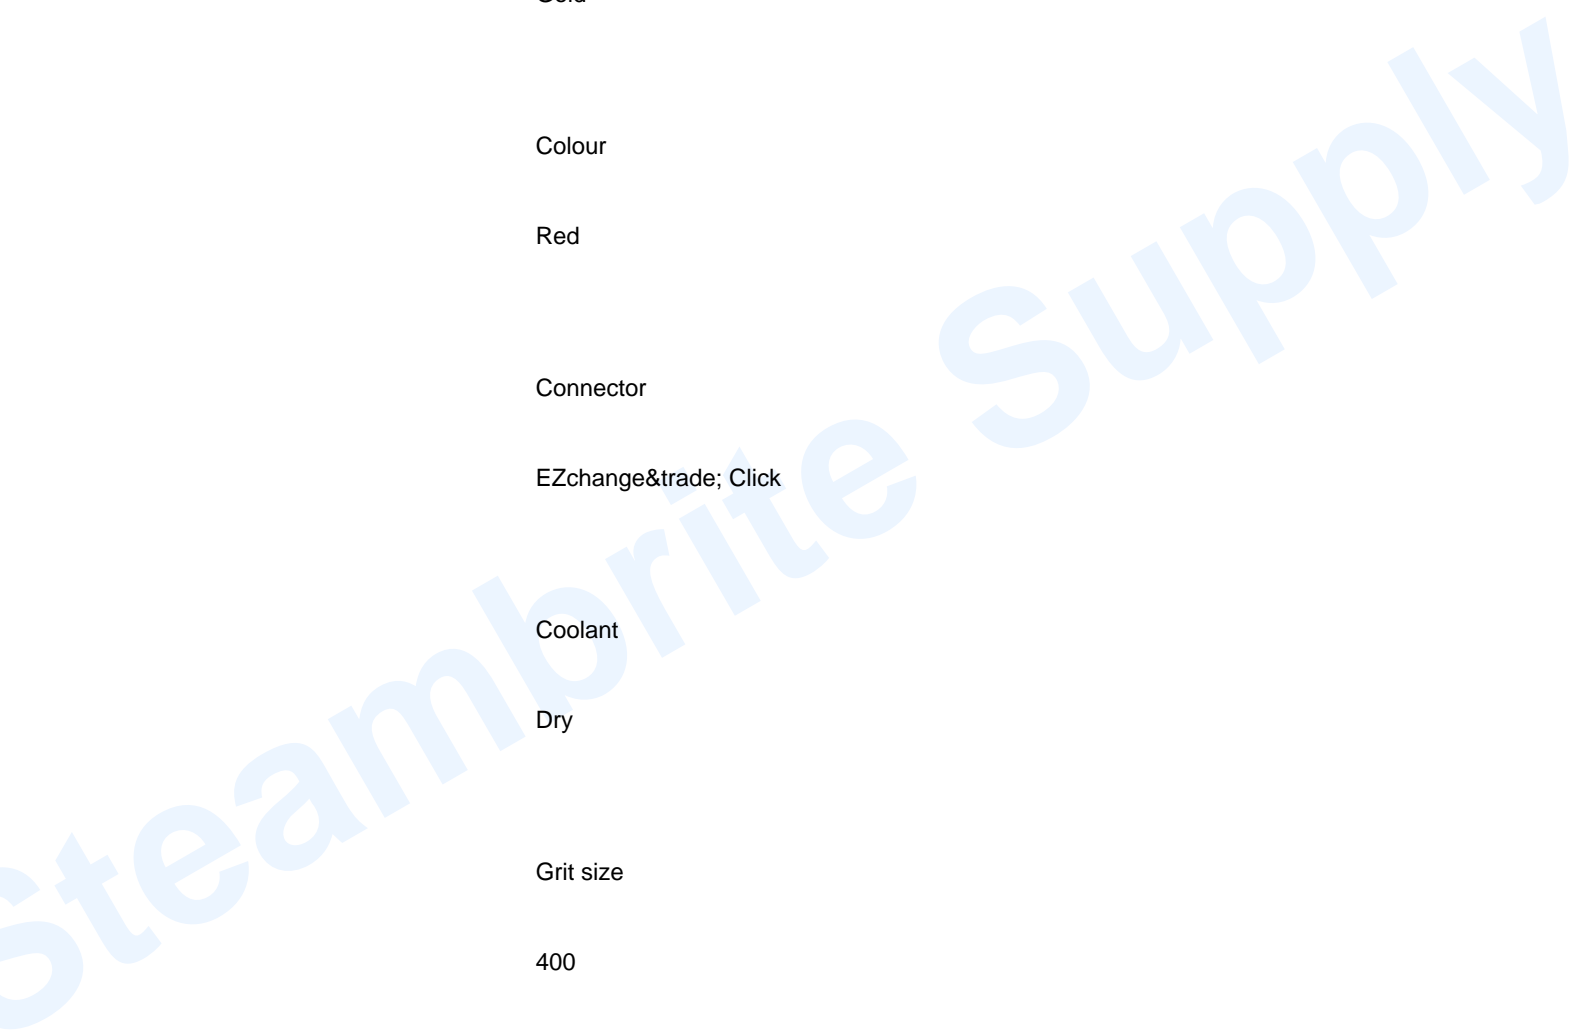 Colour
Red
Connector
EZchange&trade; Click
Coolant
Dry
Grit size
400
Steambrite Supply